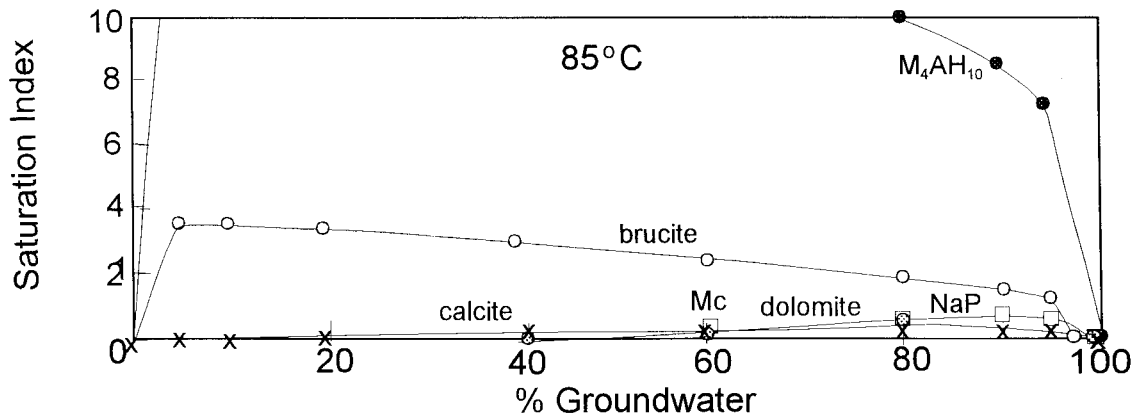 10
85°C
M₄AH₁₀
8
6
4
2
1
0
Saturation Index
brucite
calcite
Mc
dolomite
NaP
20
40
60
80
100
% Groundwater